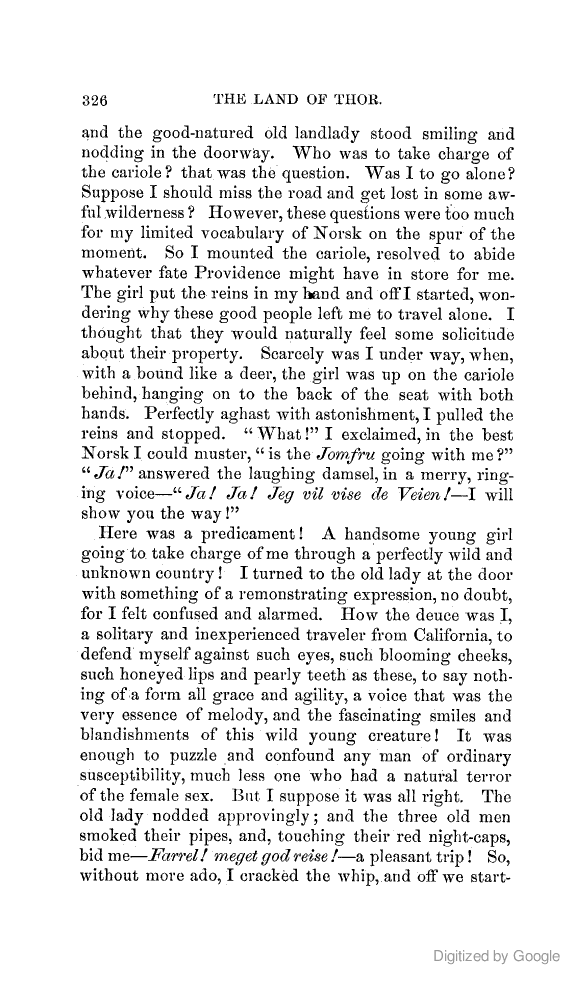 326 THE LAND OF THOR.
and the good-natured old landlady stood smiling and
nodding in the doorway. Who was to take charge of
the cariole? that was the question. Was I to go alone?
Suppose I should miss the road and get lost in some aw-
ful wilderness? However, these questions were too much
for my limited vocabulary of Norsk on the spur of the
moment. So I mounted the cariole, resolved to abide
whatever fate Providence might have in store for me.
The girl put the reins in my hand and off I started, won-
dering why these good people left me to travel alone. I
thought that they would naturally feel some solicitude
about their property. Scarcely was I under way, when,
with a bound like a deer, the girl was up on the cariole
behind, hanging on to the back of the seat with both
hands. Perfectly aghast with astonishment, I pulled the
reins and stopped. “What!” I exclaimed, in the best
Norsk I could muster, “is the Jomfru going with me?”
“Ja!” answered the laughing damsel, in a merry, ring-
ing voice—“Ja! Ja! Jeg vil vise de Veien!—I will
show you the way!”
Here was a predicament! A handsome young girl
going to take charge of me through a perfectly wild and
unknown country! I turned to the old lady at the door
with something of a remonstrating expression, no doubt,
for I felt confused and alarmed. How the deuce was I,
a solitary and inexperienced traveler from California, to
defend myself against such eyes, such blooming cheeks,
such honeyed lips and pearly teeth as these, to say noth-
ing of a form all grace and agility, a voice that was the
very essence of melody, and the fascinating smiles and
blandishments of this wild young creature! It was
enough to puzzle and confound any man of ordinary
susceptibility, much less one who had a natural terror
of the female sex. But I suppose it was all right. The
old lady nodded approvingly; and the three old men
smoked their pipes, and, touching their red night-caps,
bid me—Farrel! meget god reise!—a pleasant trip! So,
without more ado, I cracked the whip, and off we start-
Digitized by Google